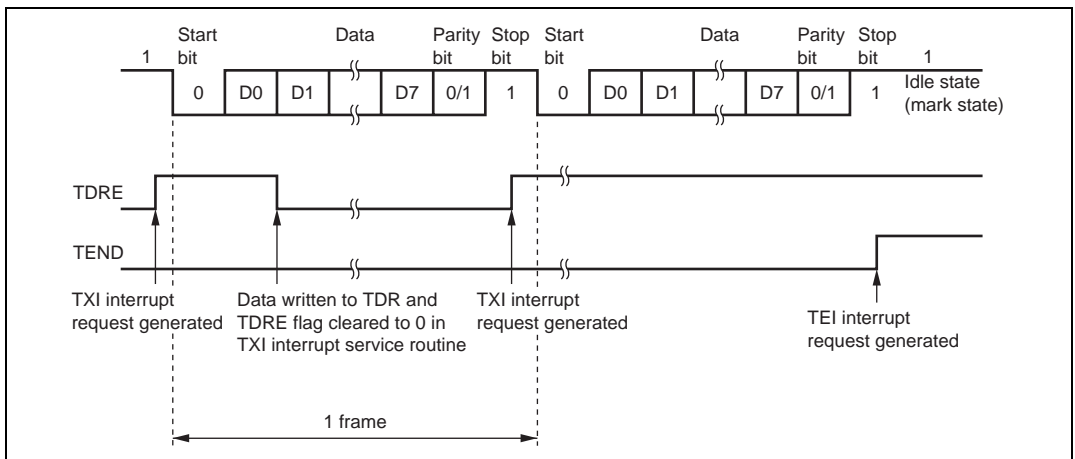 Start bit
Data
Parity bit
Stop bit
Start bit
Data
Parity bit
Stop bit
1
1
0
D0
D1
D7
0/1
1
0
D0
D1
D7
0/1
1
Idle state
(mark state)
TDRE
TEND
TXI interrupt
request generated
Data written to TDR and
TDRE flag cleared to 0 in
TXI interrupt service routine
TXI interrupt
request generated
TEI interrupt
request generated
1 frame